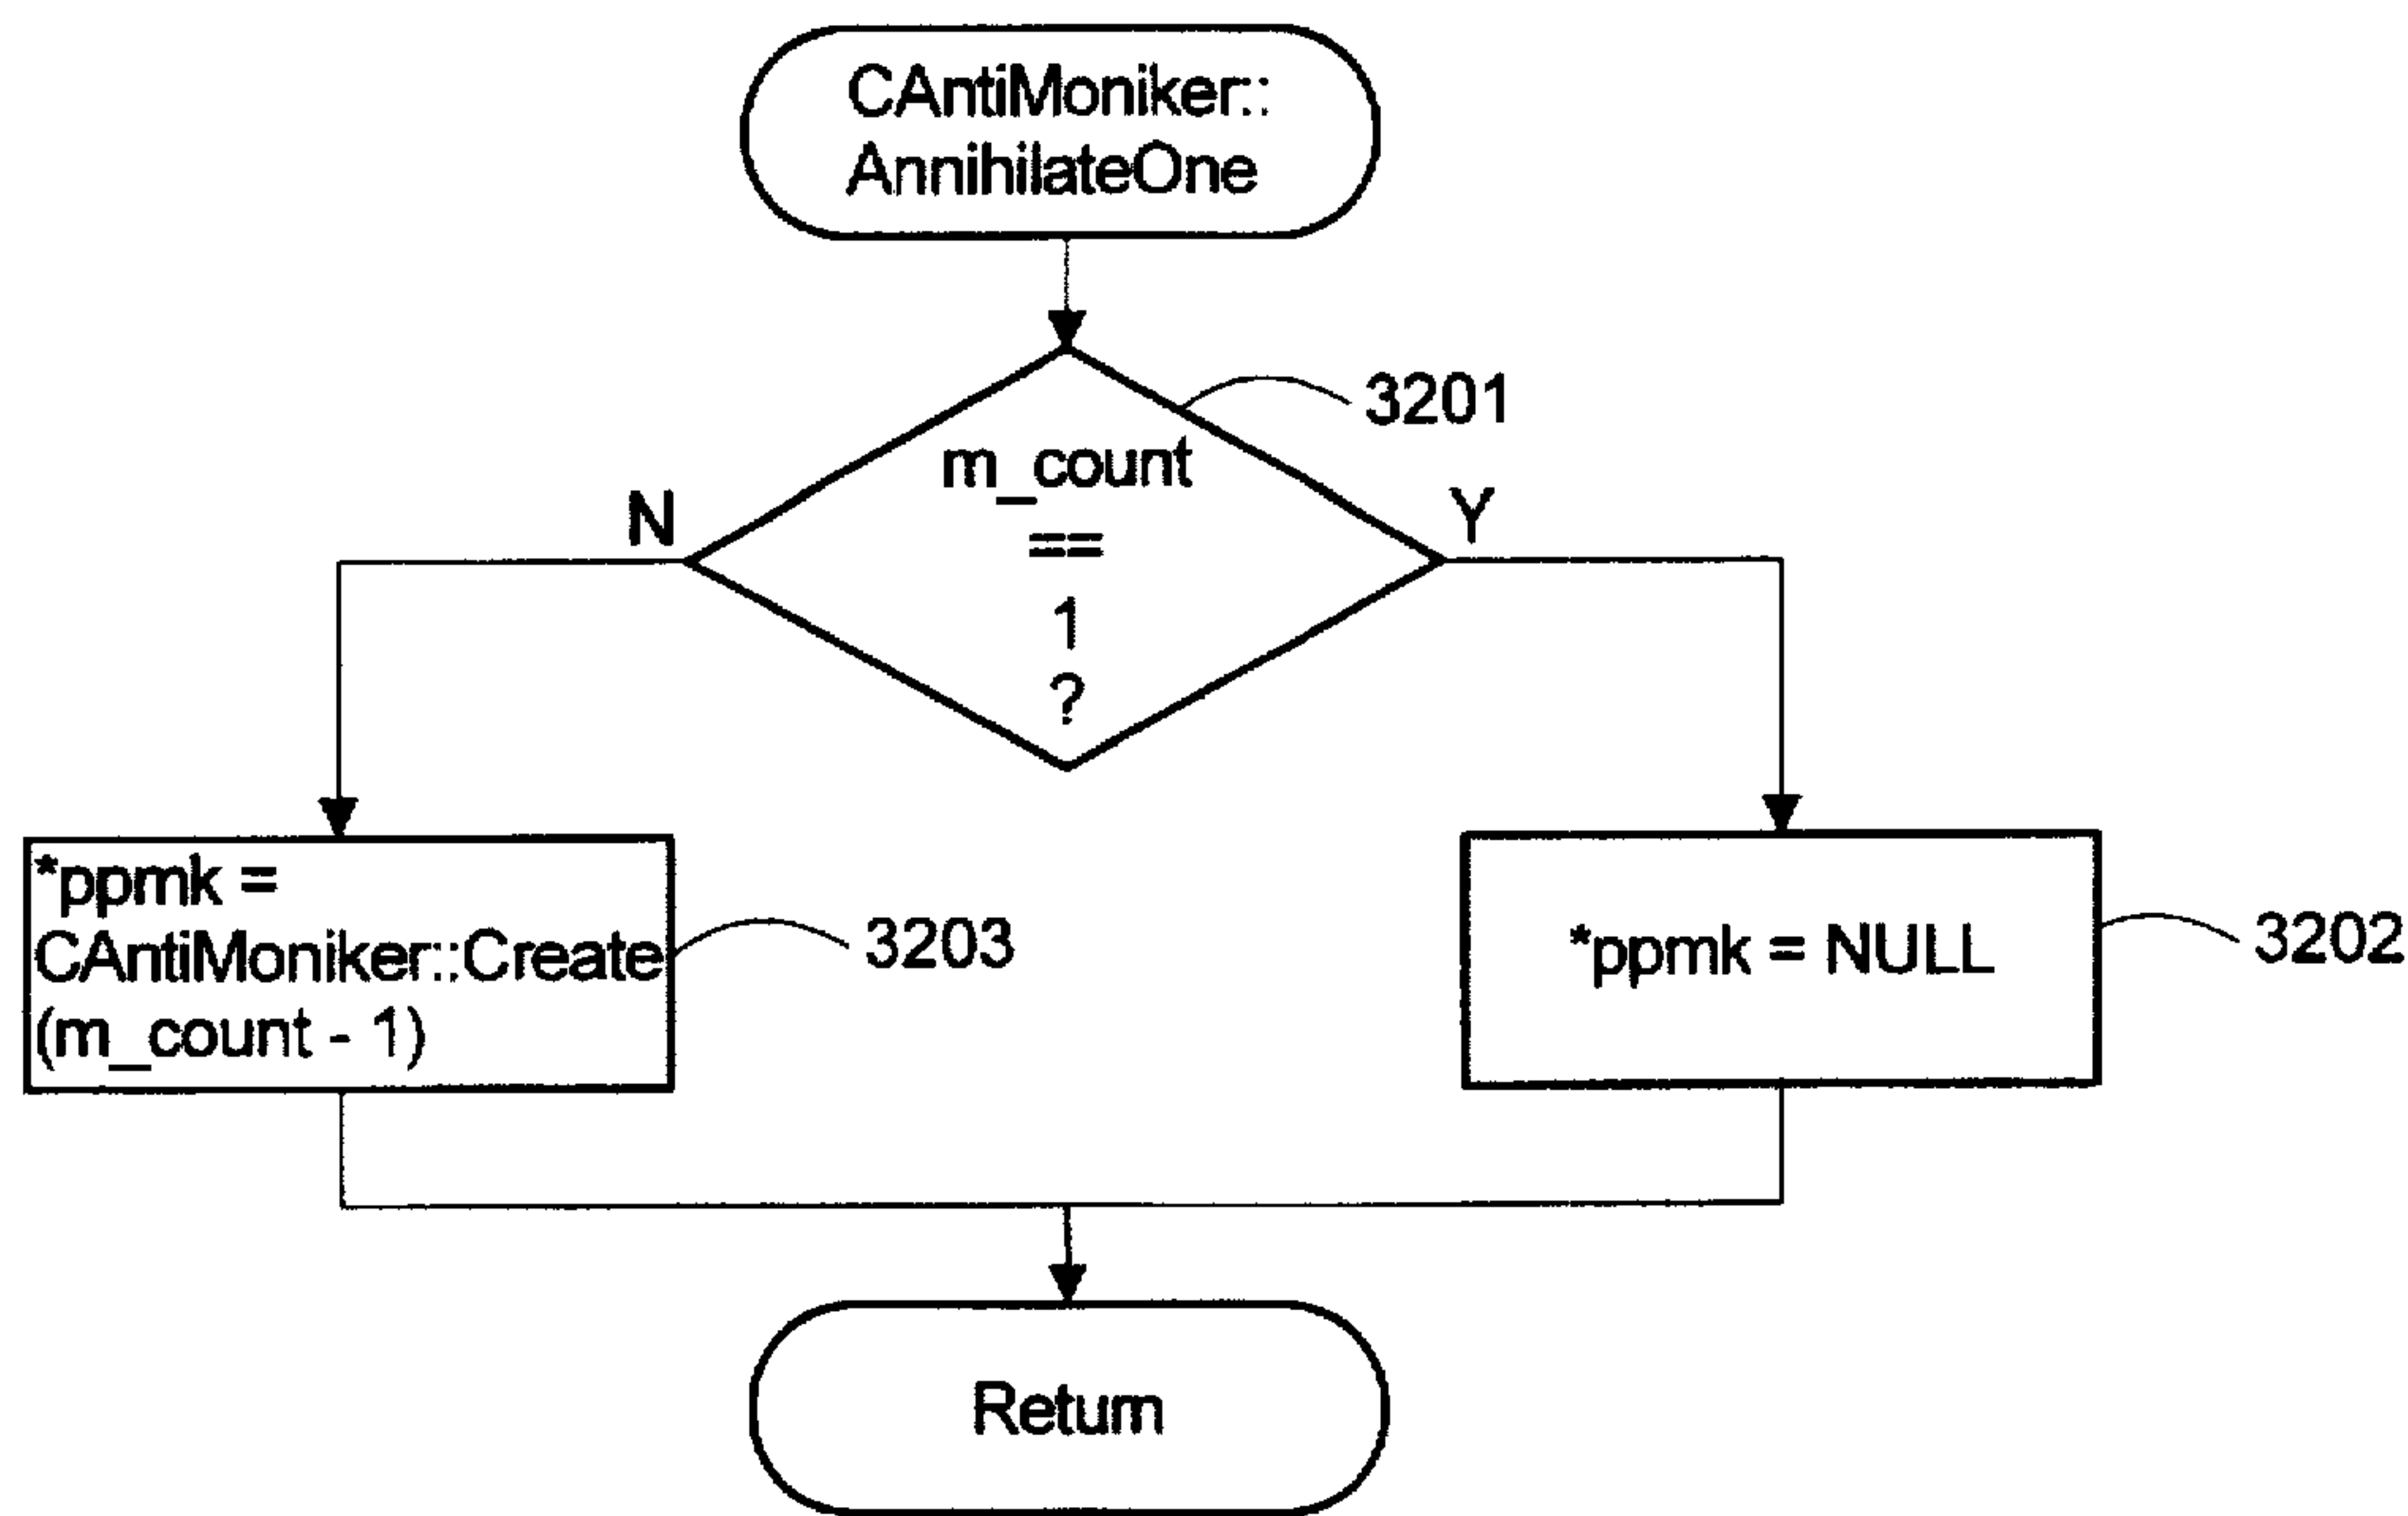 CAntiMoniker::
AnnihilateOne
3201
m_count
==
1
?
N
Y
*ppmk =
CAntiMoniker::Create
(m_count - 1)
3203
*ppmk = NULL
3202
Return